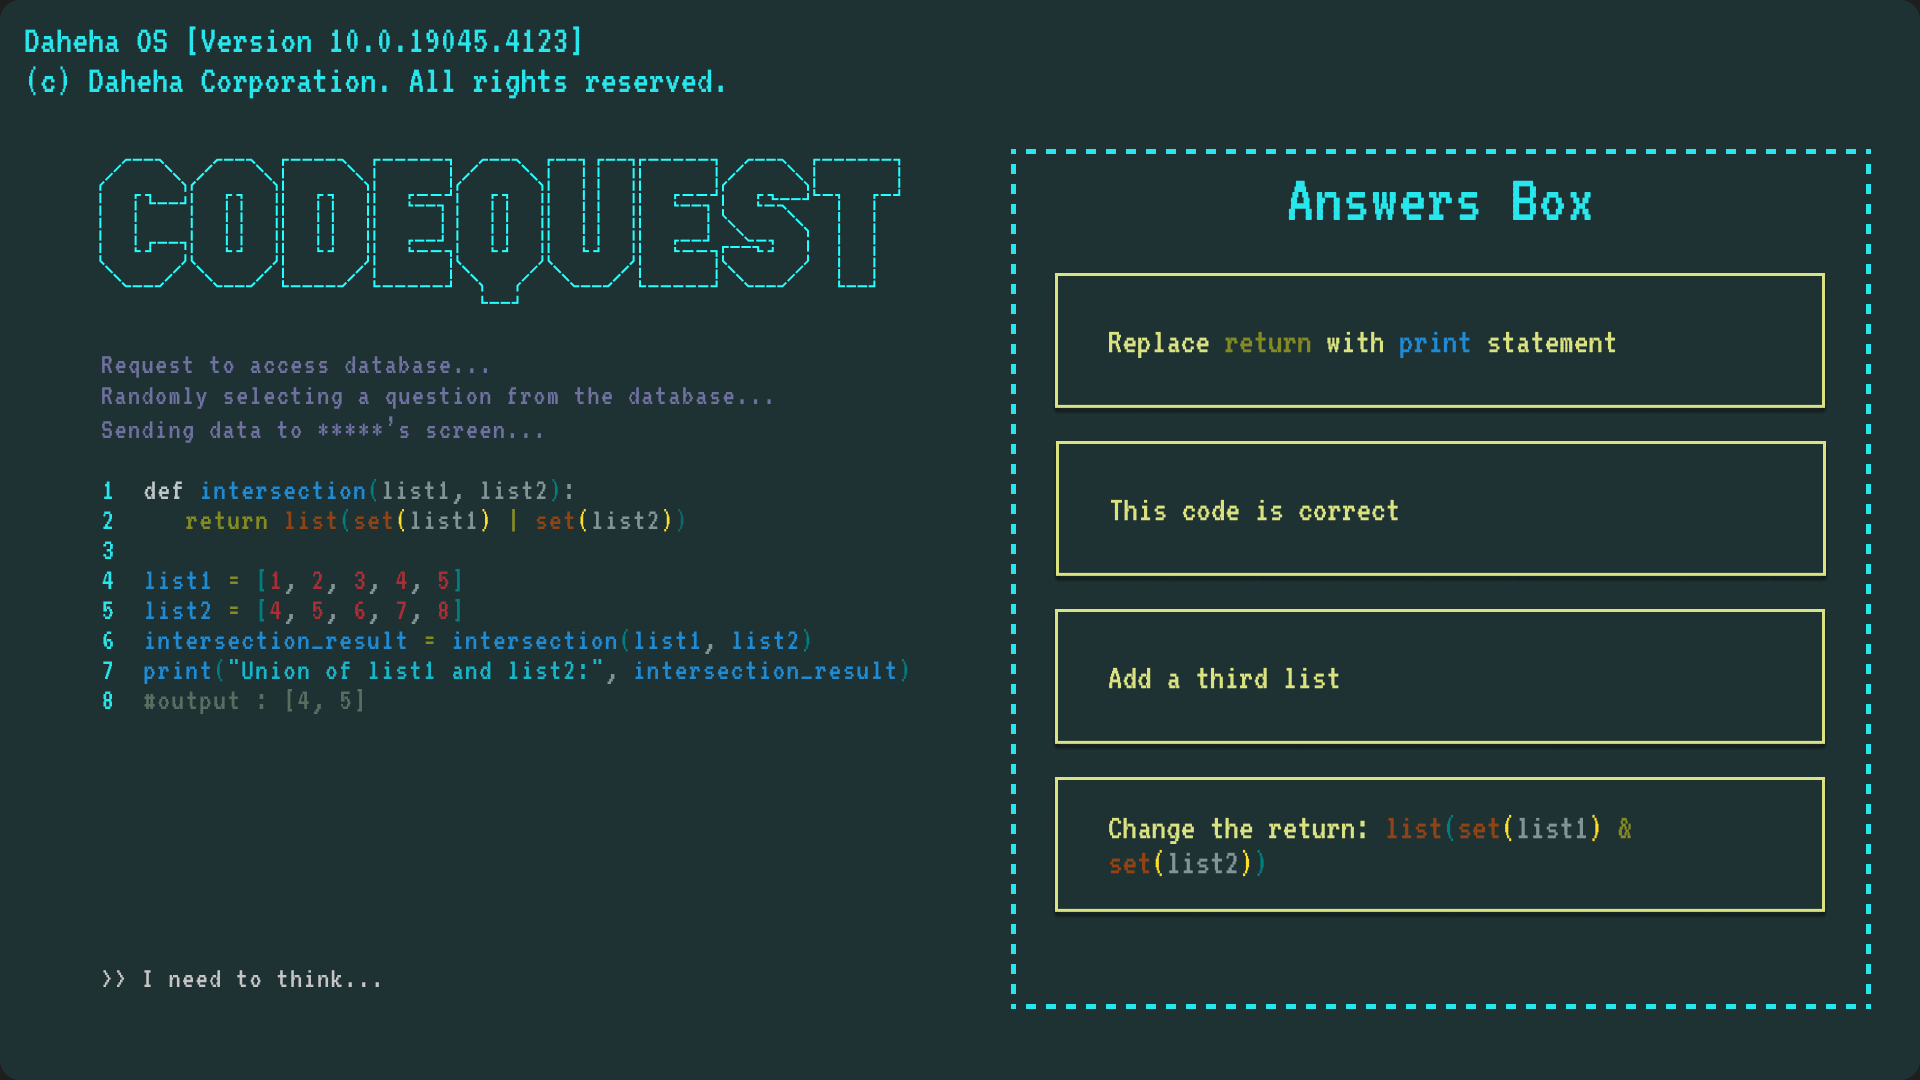 Daheha OS [Version 10.0.19045.4123]
(c) Daheha Corporation. All rights reserved.
CODEQUEST
Request to access database...
Randomly selecting a question from the database...
Sending data to *****'s screen...
1 def intersection(list1, list2):
2    return list(set(list1) | set(list2))
3
4 list1 = [1, 2, 3, 4, 5]
5 list2 = [4, 5, 6, 7, 8]
6 intersection_result = intersection(list1, list2)
7 print("Union of list1 and list2:", intersection_result)
8 #output : [4, 5]
>> I need to think...
Answers Box
Replace return with print statement
This code is correct
Add a third list
Change the return: list(set(list1) &
set(list2))